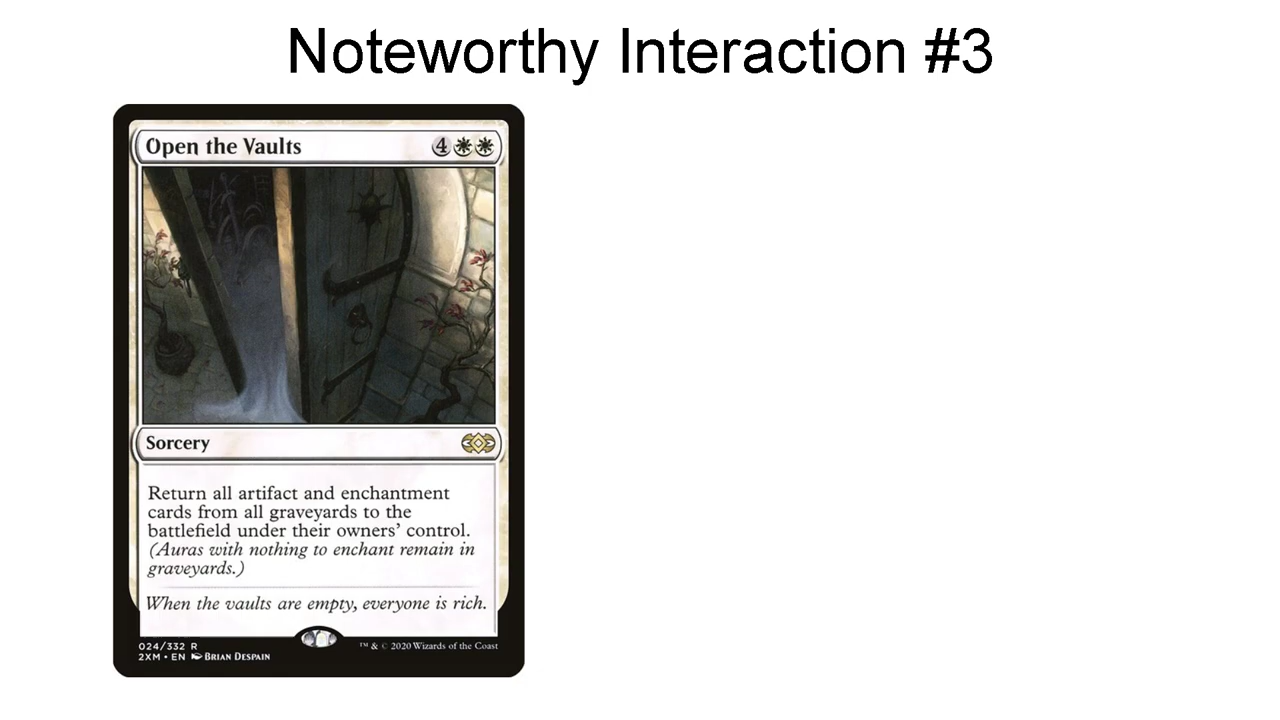 Noteworthy Interaction #3
Open the Vaults 4
Sorcery
Return all artifact and enchantment
cards from all graveyards to the
battlefield under their owners' control.
(Auras with nothing to enchant remain in
graveyards.)
When the vaults are empty, everyone is rich.
024/332 R
2XM • EN BRIAN DESPAIN
™ & © 2020 Wizards of the Coast